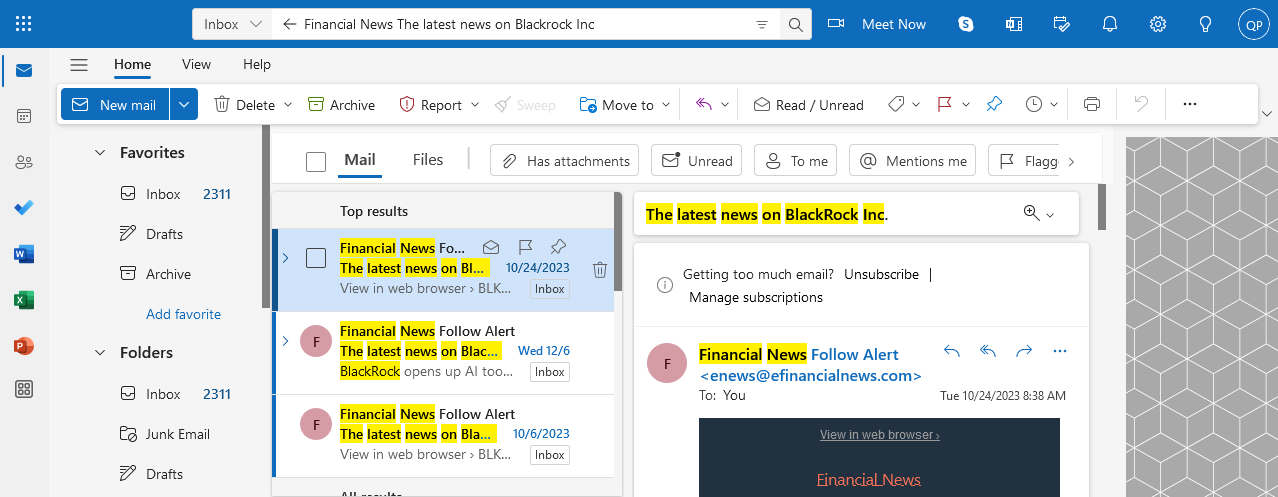 Inbox
Financial News The latest news on Blackrock Inc
Meet Now
QP
Home View Help
New mail Delete Archive Report Sweep Move to Read / Unread
Favorites
Inbox 2311
Drafts
Archive
Add favorite
Folders
Inbox 2311
Junk Email
Drafts
Mail Files Has attachments Unread To me Mentions me Flagge
Top results
Financial News Fo...
The latest news on Bl... 10/24/2023
View in web browser › BLK... Inbox
F
Financial News Follow Alert
The latest news on Blac... Wed 12/6
BlackRock opens up AI too... Inbox
F
Financial News Follow Alert
The latest news on Bla... 10/6/2023
View in web browser › BLK... Inbox
All results
The latest news on BlackRock Inc.
Getting too much email? Unsubscribe |
Manage subscriptions
F
Financial News Follow Alert
<enews@efinancialnews.com>
To: You Tue 10/24/2023 8:38 AM
View in web browser ›
Financial News